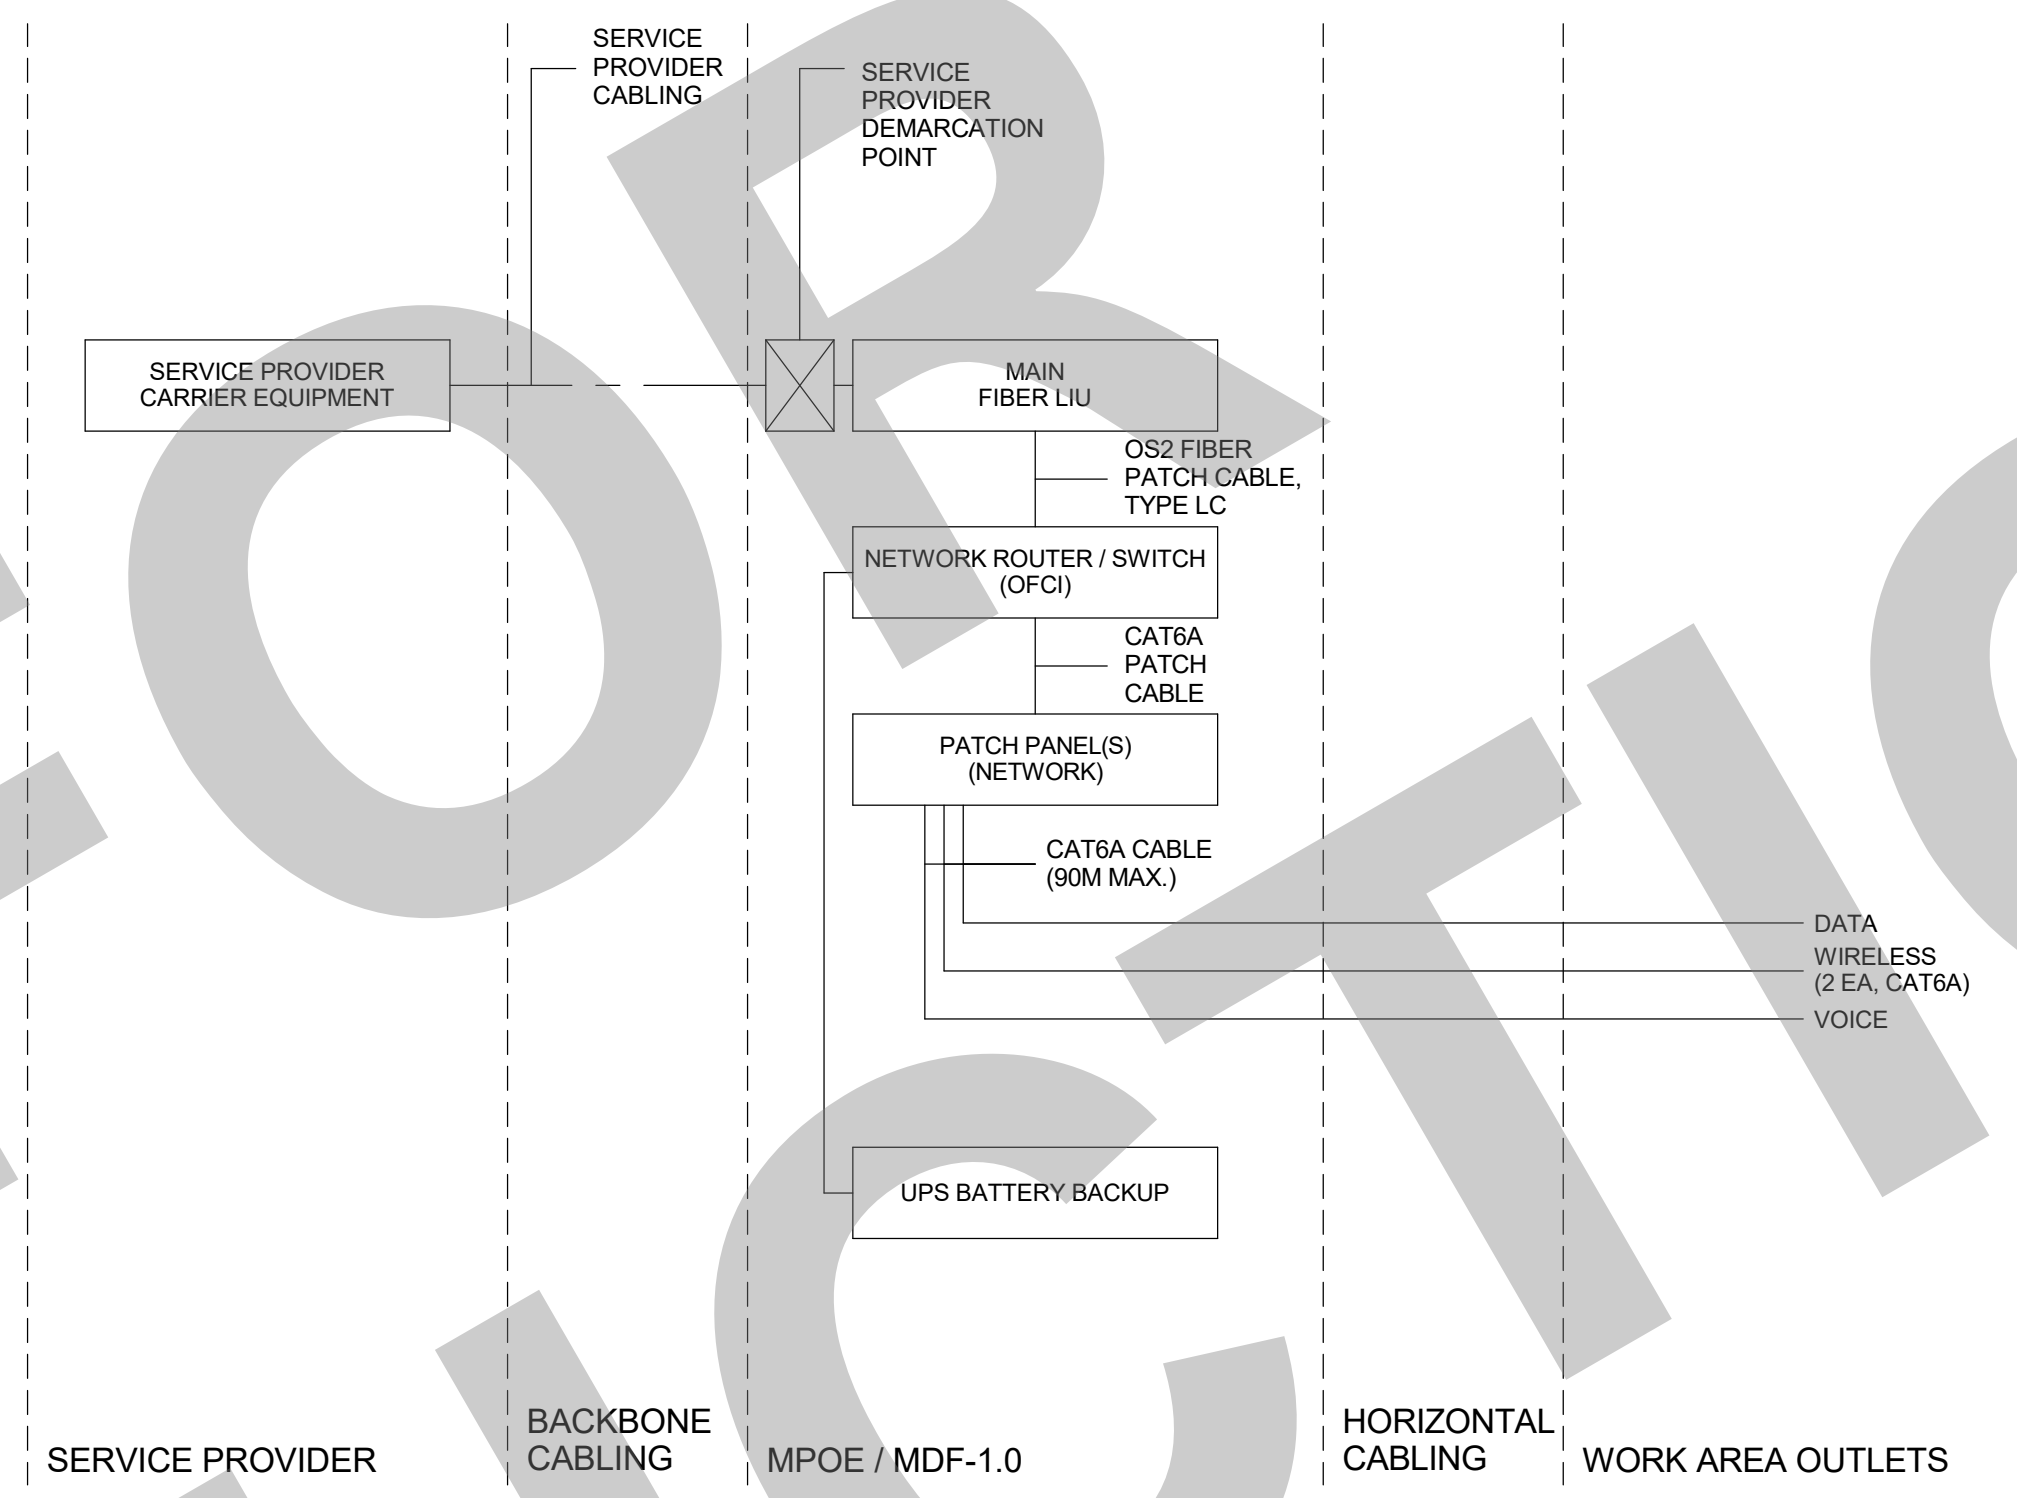 SERVICE
PROVIDER
CABLING
SERVICE
PROVIDER
DEMARCATION
POINT
SERVICE PROVIDER
CARRIER EQUIPMENT
MAIN
FIBER LIU
OS2 FIBER
PATCH CABLE,
TYPE LC
NETWORK ROUTER / SWITCH
(OFCI)
CAT6A
PATCH
CABLE
PATCH PANEL(S)
(NETWORK)
CAT6A CABLE
(90M MAX.)
DATA
WIRELESS
(2 EA, CAT6A)
VOICE
UPS BATTERY BACKUP
SERVICE PROVIDER
BACKBONE
CABLING
MPOE / MDF-1.0
HORIZONTAL
CABLING
WORK AREA OUTLETS